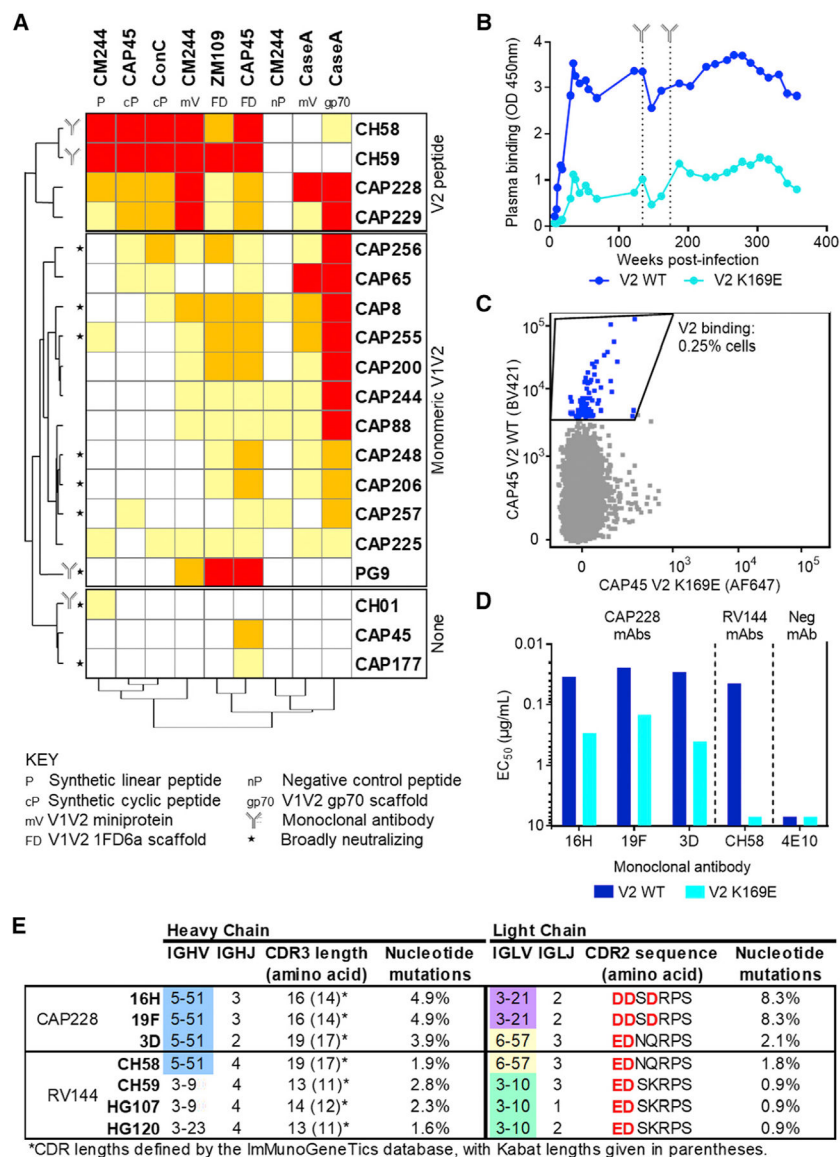 A
CM244 CAP45 ConC CM244 ZM109 CAP45 CM244 CaseA CaseA
P cP cP mV FD FD nP mV gp70
CH58
CH59
CAP228
CAP229
V2 peptide
CAP256
CAP65
CAP8
CAP255
CAP200
CAP244
CAP88
CAP248
CAP206
CAP257
CAP225
PG9
Monomeric V1V2
CH01
CAP45
CAP177
None
KEY
P Synthetic linear peptide
cP Synthetic cyclic peptide
mV V1V2 miniprotein
FD V1V2 1FD6a scaffold
nP Negative control peptide
gp70 V1V2 gp70 scaffold
Monoclonal antibody
★ Broadly neutralizing
B
Plasma binding (OD 450nm)
4
3
2
1
0
0 100 200 300 400
Weeks post-infection
V2 WT V2 K169E
C
CAP45 V2 WT (BV421)
10^5
10^4
10^3
0
V2 binding:
0.25% cells
0 10^3 10^4 10^5
CAP45 V2 K169E (AF647)
D
CAP228 mAbs
RV144 mAbs
Neg mAb
EC50 (µg/mL)
0.01
0.1
1
10
16H 19F 3D CH58 4E10
Monoclonal antibody
V2 WT V2 K169E
E
Heavy Chain Light Chain
IGHV IGHJ CDR3 length (amino acid) Nucleotide mutations IGLV IGLJ CDR2 sequence (amino acid) Nucleotide mutations
CAP228
16H 5-51 3 16 (14)* 4.9% 3-21 2 DDSDRPS 8.3%
19F 5-51 3 16 (14)* 4.9% 3-21 2 DDSDRPS 8.3%
3D 5-51 2 19 (17)* 3.9% 6-57 3 EDNQRPS 2.1%
RV144
CH58 5-51 4 19 (17)* 1.9% 6-57 3 EDNQRPS 1.8%
CH59 3-9 4 13 (11)* 2.8% 3-10 3 EDSKRPS 0.9%
HG107 3-9 4 14 (12)* 2.3% 3-10 1 EDSKRPS 0.9%
HG120 3-23 4 13 (11)* 1.6% 3-10 2 EDSKRPS 0.9%
*CDR lengths defined by the ImMunoGeneTics database, with Kabat lengths given in parentheses.